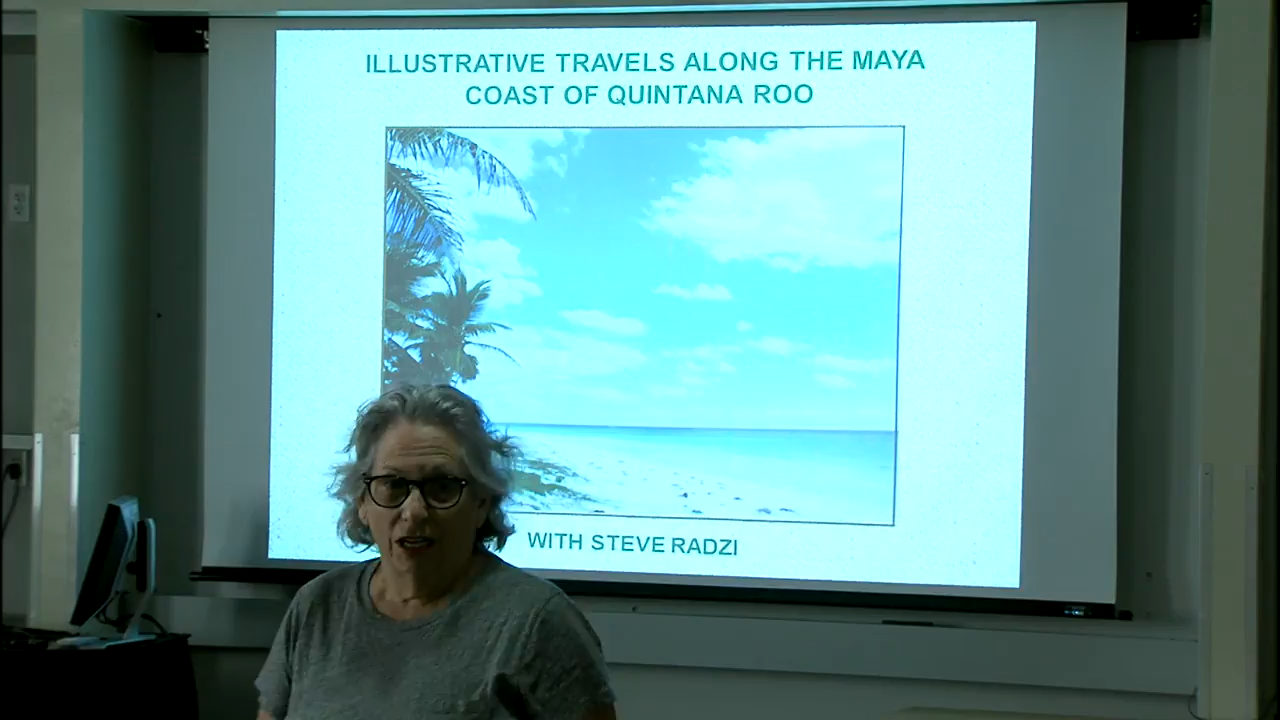 ILLUSTRATIVE TRAVELS ALONG THE MAYA
COAST OF QUINTANA ROO
WITH STEVE RADZI